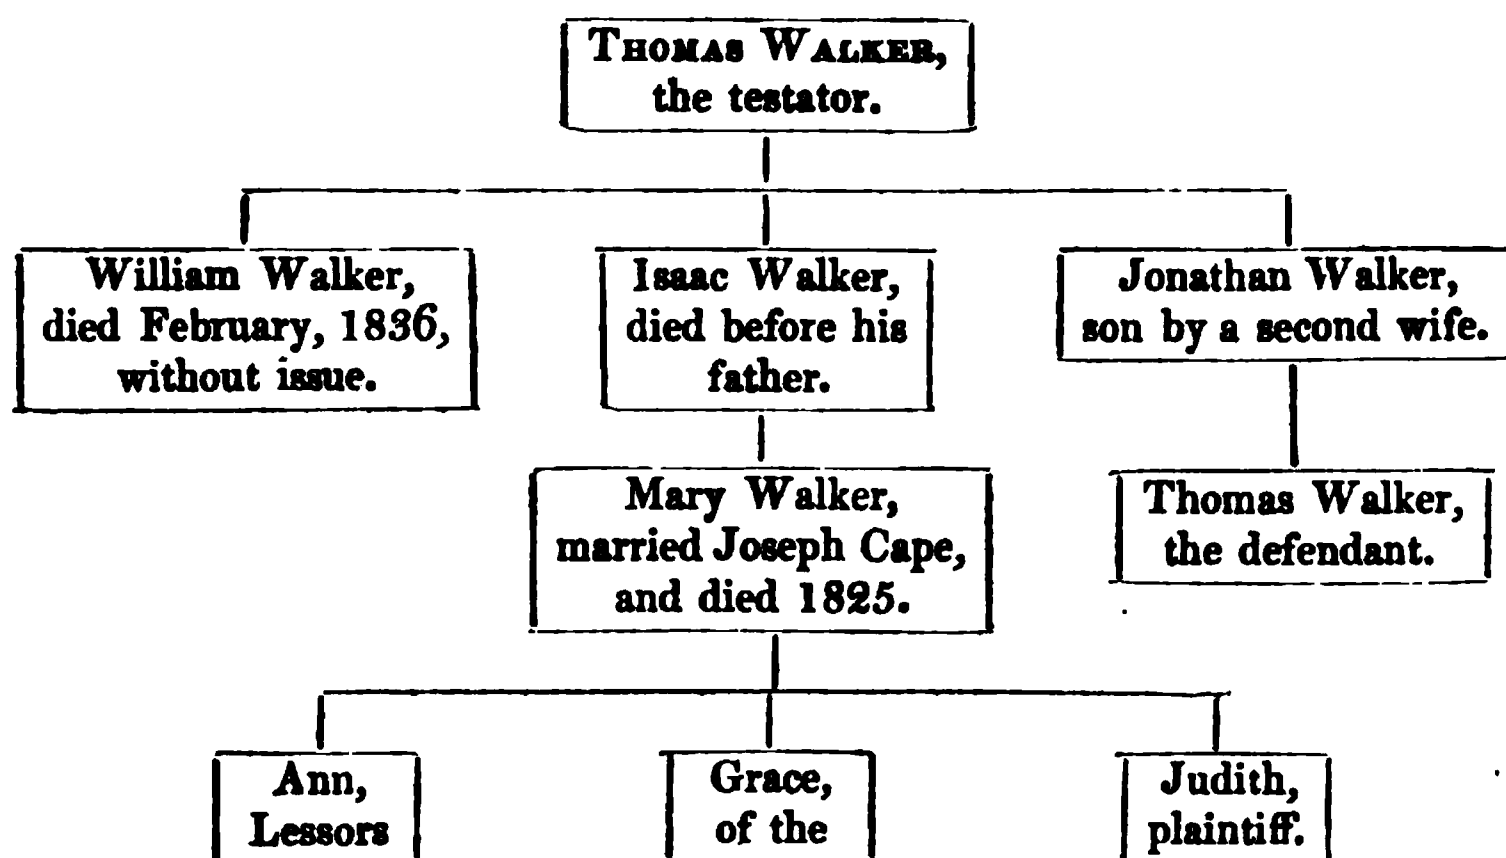 THOMAS WALKER,
the testator.
William Walker,
died February, 1836,
without issue.
Isaac Walker,
died before his
father.
Jonathan Walker,
son by a second wife.
Mary Walker,
married Joseph Cape,
and died 1825.
Thomas Walker,
the defendant.
Ann,
Lessors
Grace,
of the
Judith,
plaintiff.